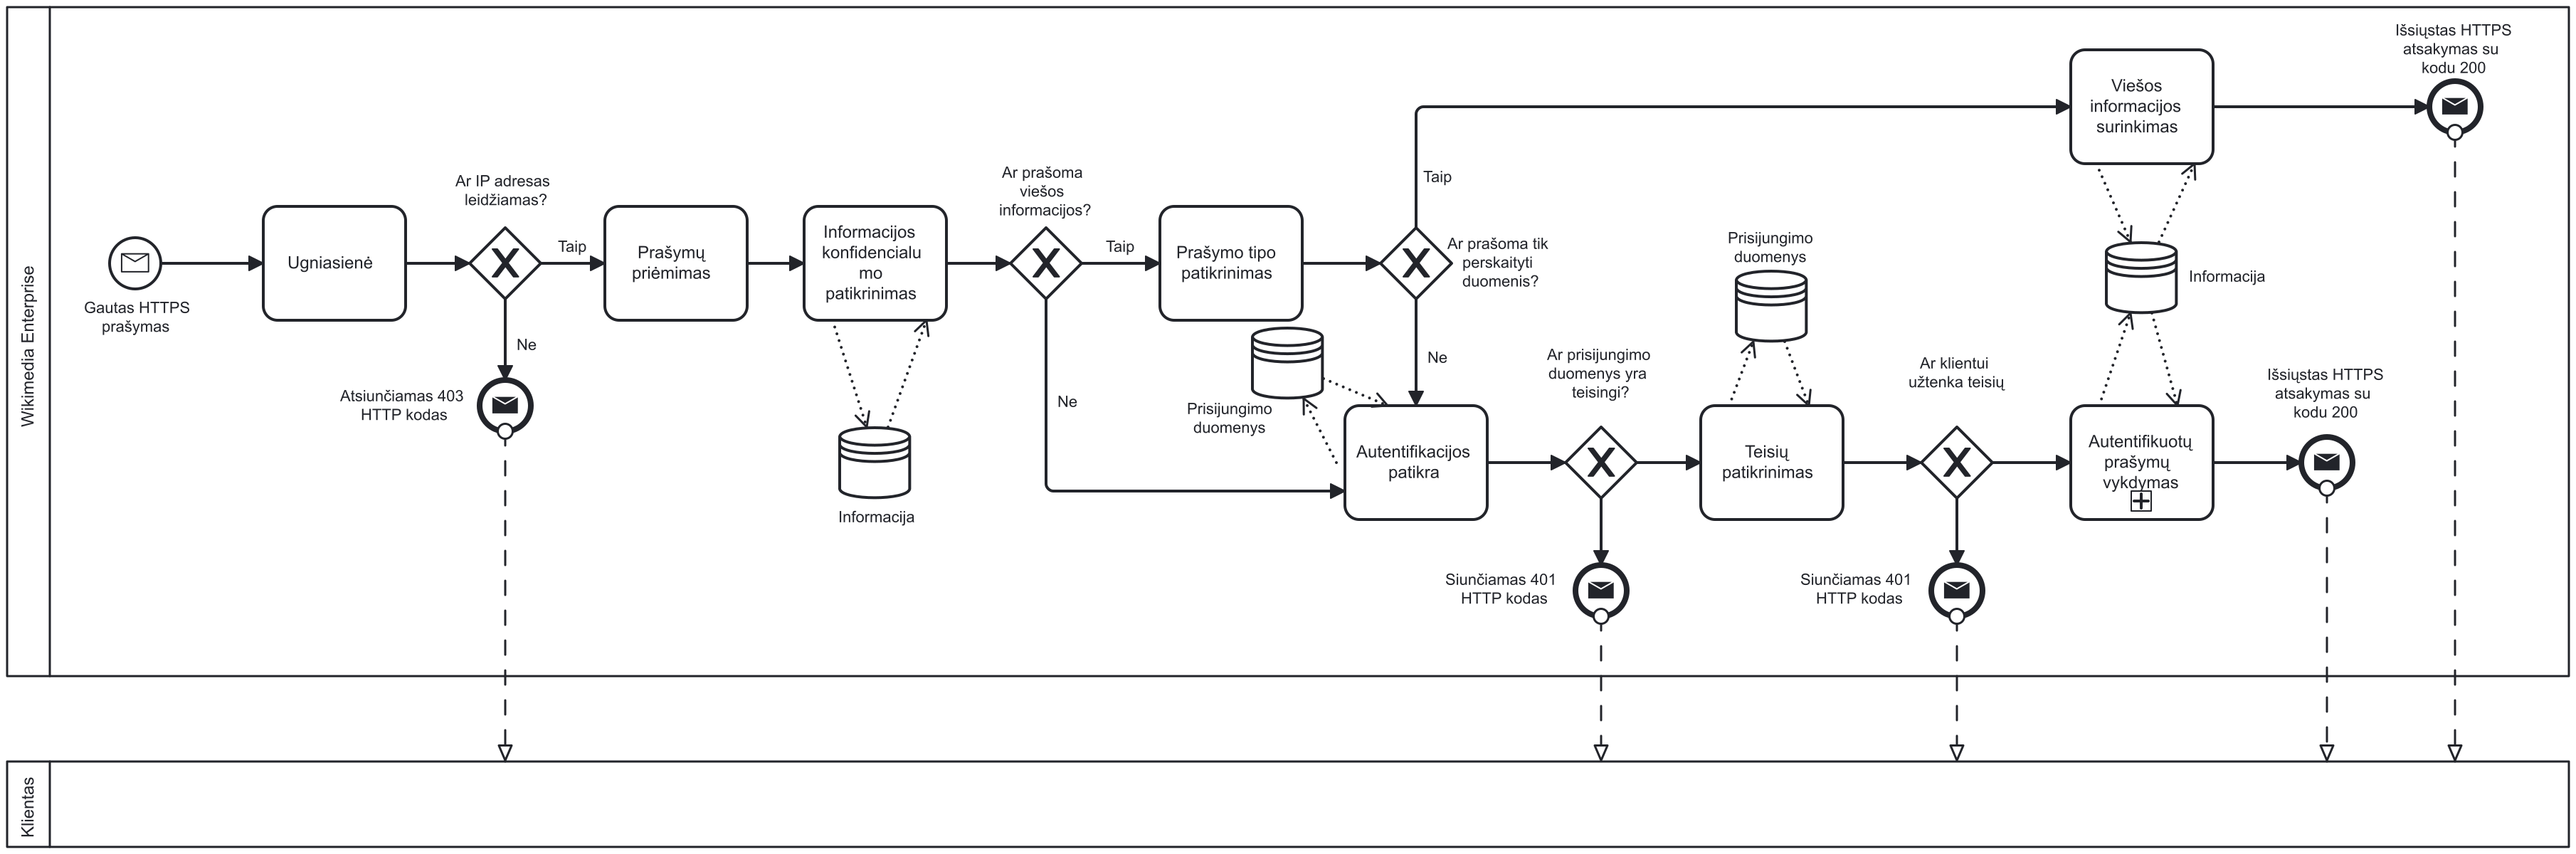 Wikimedia Enterprise
Gautas HTTPS
prašymas
Ugniasienė
Ar IP adresas
leidžiamas?
Taip
Ne
Atsiunčiamas 403
HTTP kodas
Prašymų
priėmimas
Informacijos
konfidencialu
mo
patikrinimas
Informacija
Ar prašoma
viešos
informacijos?
Taip
Ne
Prašymo tipo
patikrinimas
Ar prašoma tik
perskaityti
duomenis?
Taip
Ne
Prisijungimo
duomenys
Autentifikacijos
patikra
Ar prisijungimo
duomenys yra
teisingi?
Siunčiamas 401
HTTP kodas
Prisijungimo
duomenys
Teisių
patikrinimas
Ar klientui
užtenka teisių
Siunčiamas 401
HTTP kodas
Viešos
informacijos
surinkimas
Informacija
Autentifikuotų
prašymų
vykdymas
Išsiųstas HTTPS
atsakymas su
kodu 200
Išsiųstas HTTPS
atsakymas su
kodu 200
Klientas